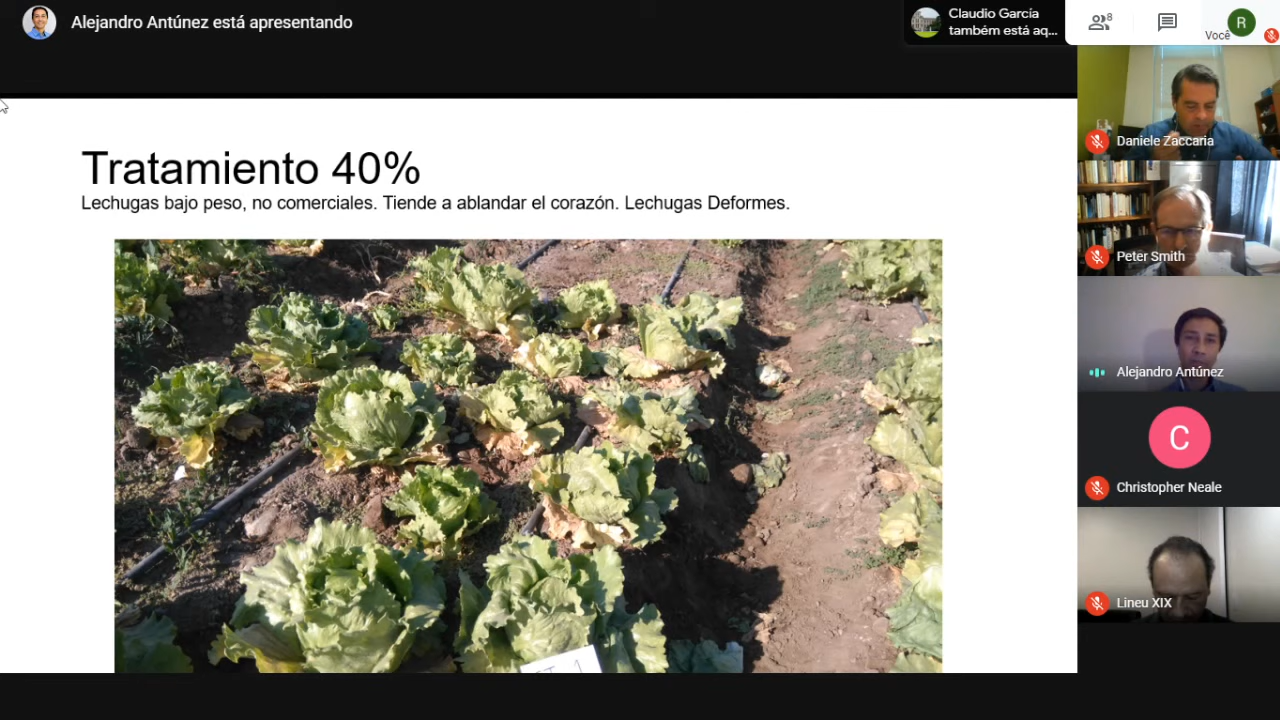 Alejandro Antúnez está apresentando
Claudio García
também está aq...
8
Você
R
Tratamiento 40%
Lechugas bajo peso, no comerciales. Tiende a ablandar el corazón. Lechugas Deformes.
Daniele Zaccaria
Peter Smith
Alejandro Antúnez
C
Christopher Neale
Lineu XIX